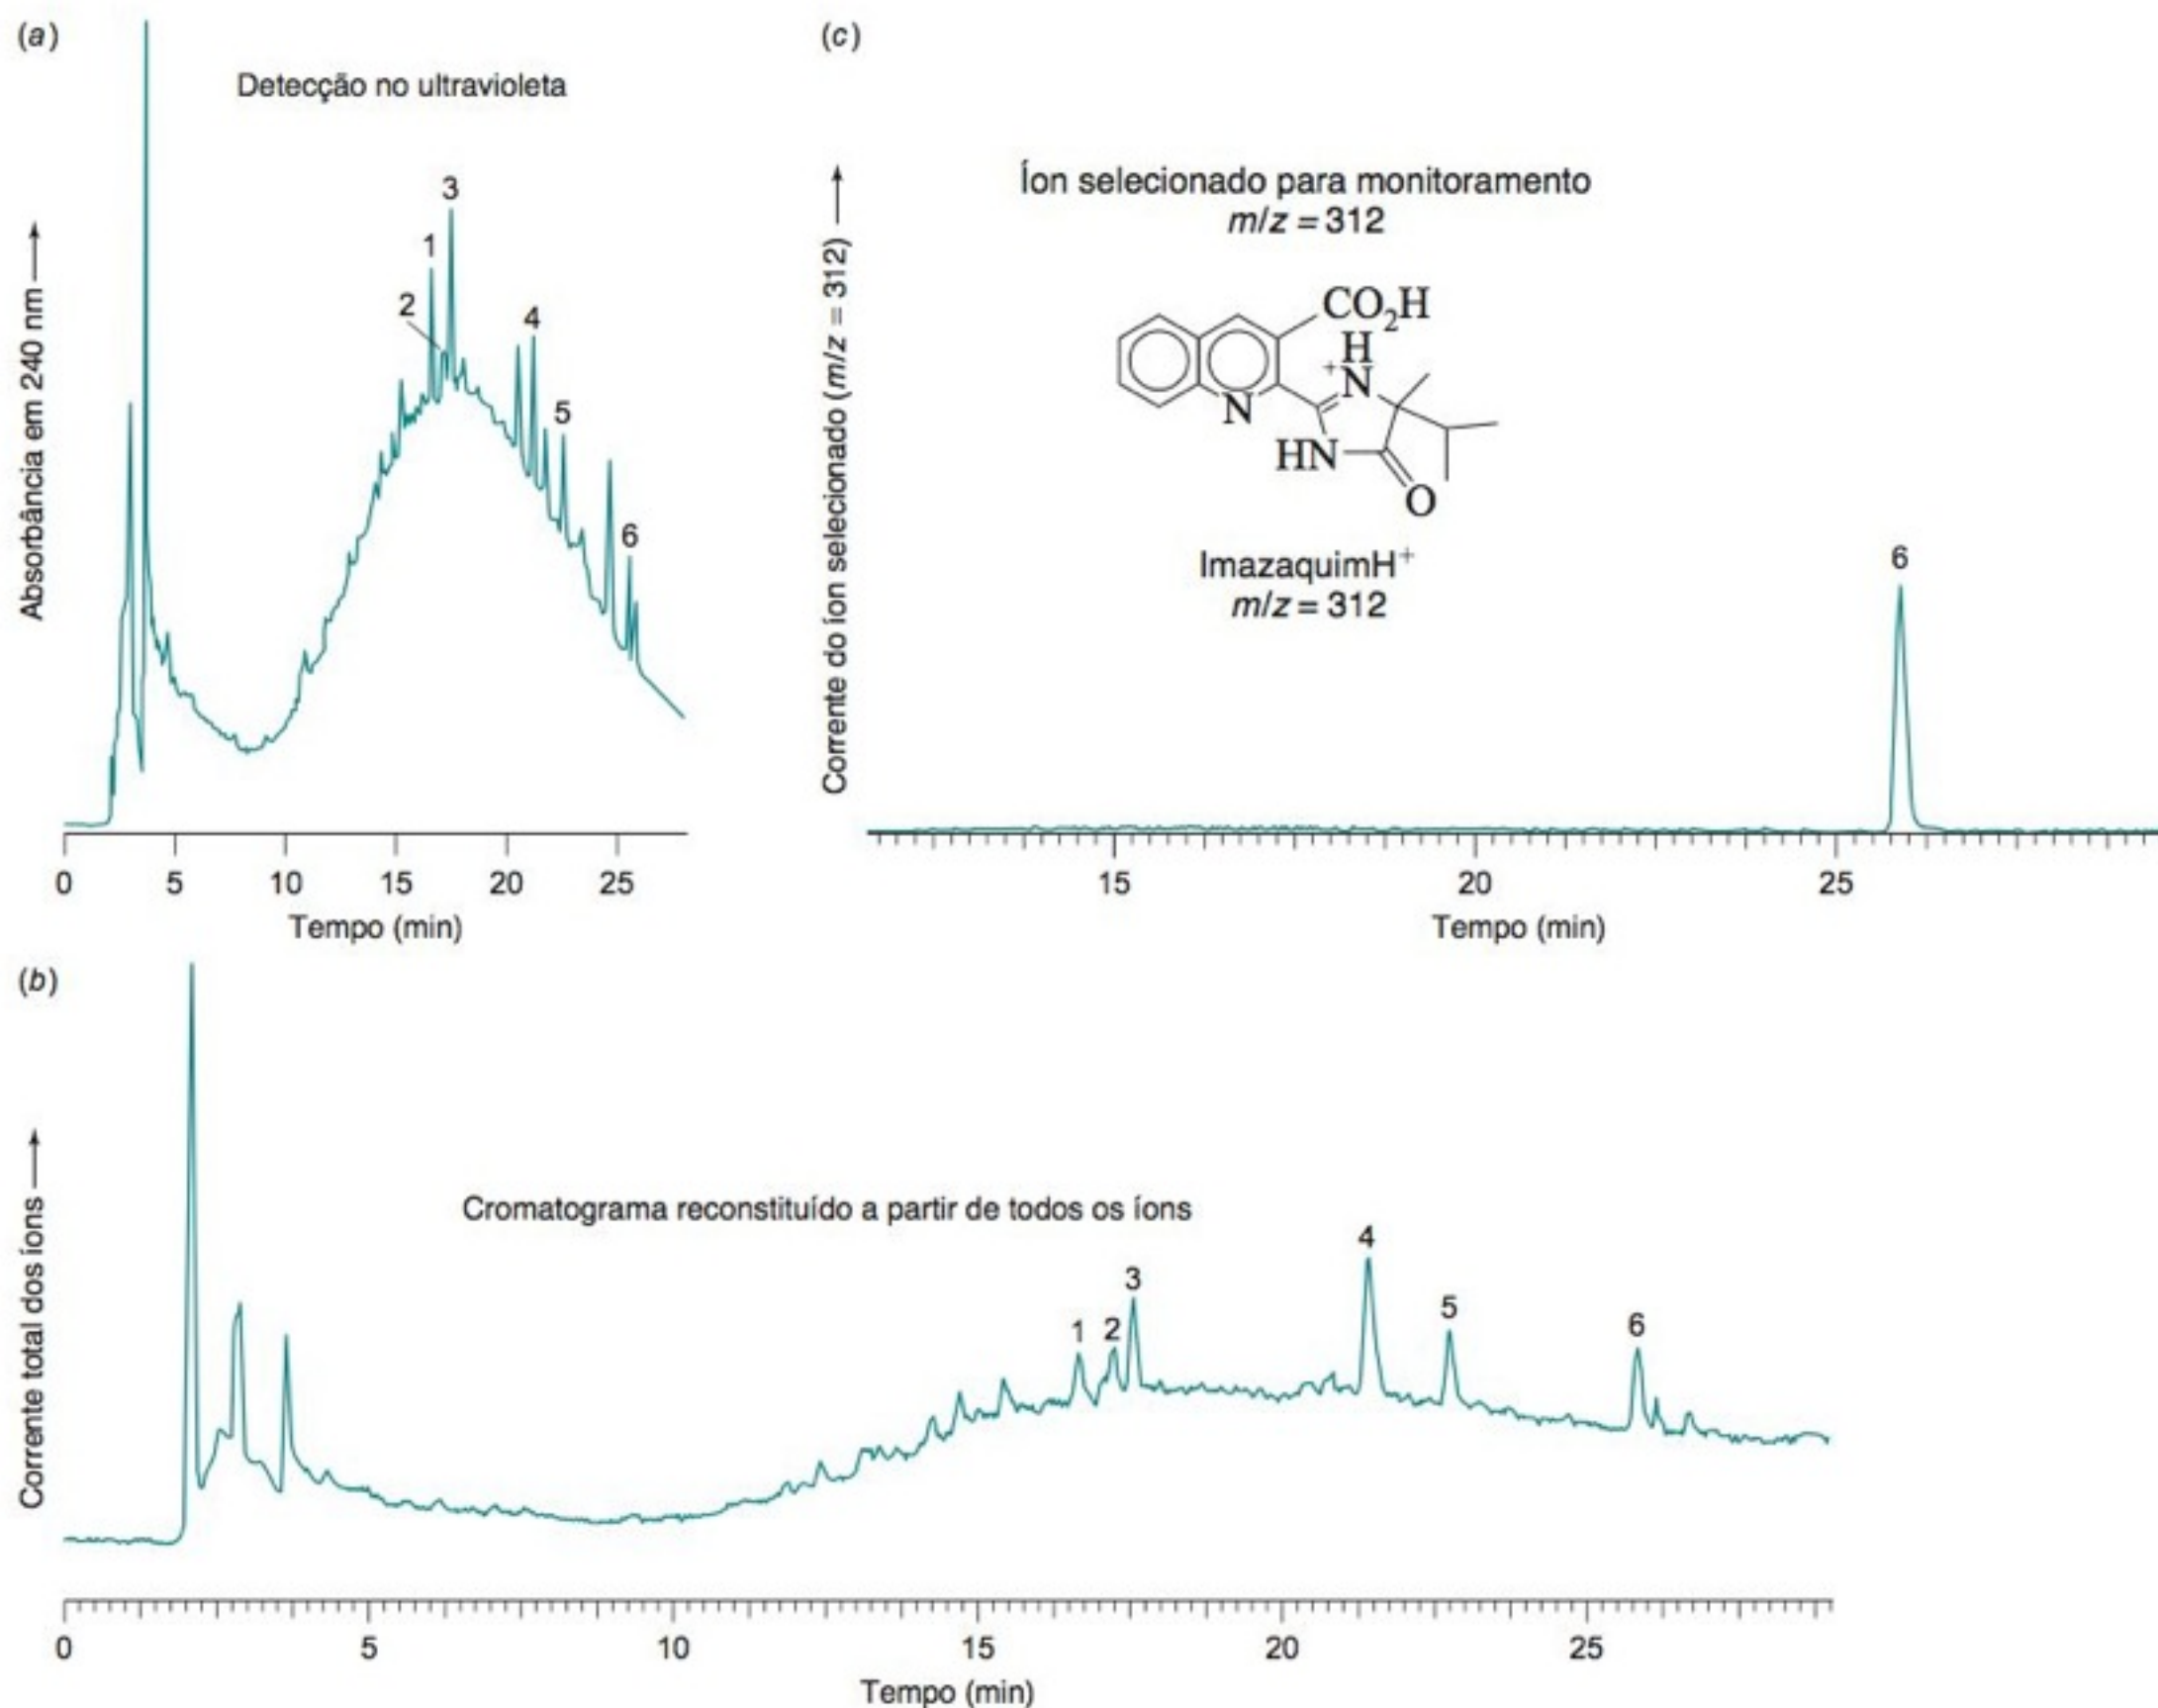 (a)
Detecção no ultravioleta
Absorbância em 240 nm
1
2
3
4
5
6
0 5 10 15 20 25
Tempo (min)
(c)
Íon selecionado para monitoramento
m/z = 312
Corrente do íon selecionado (m/z = 312)
CO₂H
H
+N
N
HN
O
ImazaquimH⁺
m/z = 312
6
15 20 25
Tempo (min)
(b)
Cromatograma reconstituído a partir de todos os íons
Corrente total dos íons
1 2 3 4 5 6
0 5 10 15 20 25
Tempo (min)